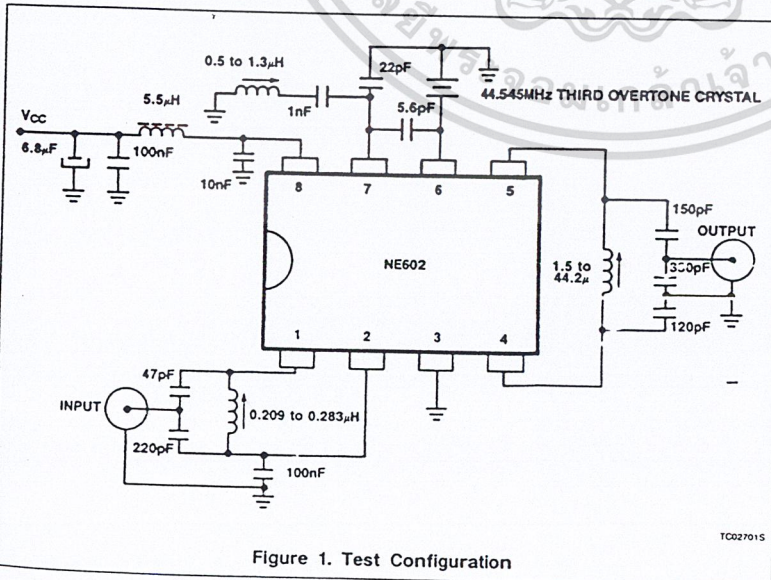 0.5 to 1.3μH
22pF
44.545MHz THIRD OVERTONE CRYSTAL
1nF
5.6pF
5.5μH
VCC
6.8μF
100nF
10nF
8
7
6
5
150pF
OUTPUT
NE602
1.5 to
44.2μ
120pF
1
2
3
4
47pF
INPUT
0.209 to 0.283μH
220pF
100nF
TC02701S
Figure 1. Test Configuration